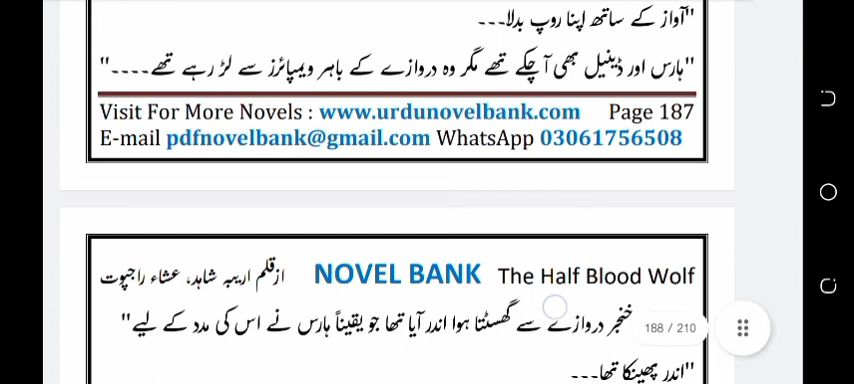 "آواز کے ساتھ اپنا روپ بدلا۔۔۔
"ہارس اور ڈینیل بھی آچکے تھے مگر وہ دروازے کے باہر ویمپائرز سے لڑ رہے تھے۔۔۔۔"
Visit For More Novels : www.urdunovelbank.com Page 187
E-mail pdfnovelbank@gmail.com WhatsApp 03061756508
The Half Blood Wolf NOVEL BANK ازقلم اریبہ شاہد، عشاء راجپوت
خنجر دروازے سے گھسٹتا ہوا اندر آیا تھا جو یقیناً ہارس نے اس کی مدد کے لیے"
188 / 210
"اندر پھینکا تھا۔۔۔